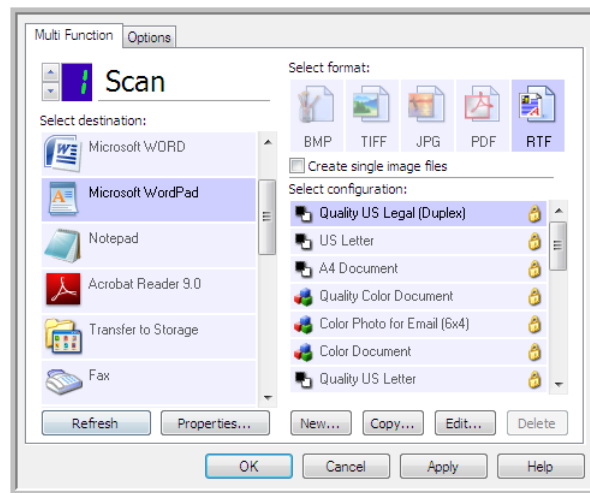 Multi Function
Options
1 Scan
Select destination:
Microsoft WORD
Microsoft WordPad
Notepad
Acrobat Reader 9.0
Transfer to Storage
Fax
Refresh
Properties...
Select format:
BMP TIFF JPG PDF RTF
Create single image files
Select configuration:
Quality US Legal (Duplex)
US Letter
A4 Document
Quality Color Document
Color Photo for Email (6x4)
Color Document
Quality US Letter
New... Copy... Edit... Delete
OK Cancel Apply Help